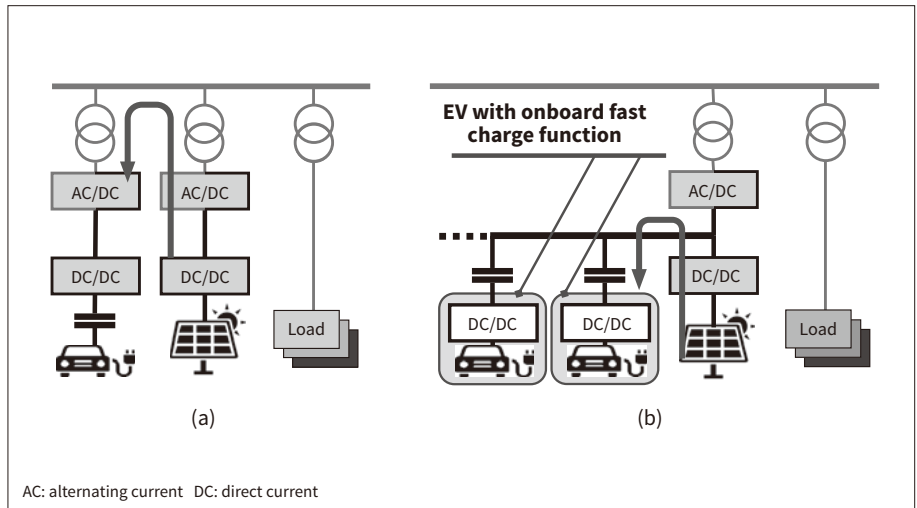 EV with onboard fast
charge function
AC/DC
AC/DC
AC/DC
DC/DC
DC/DC
DC/DC
DC/DC
DC/DC
Load
Load
(a)
(b)
AC: alternating current DC: direct current